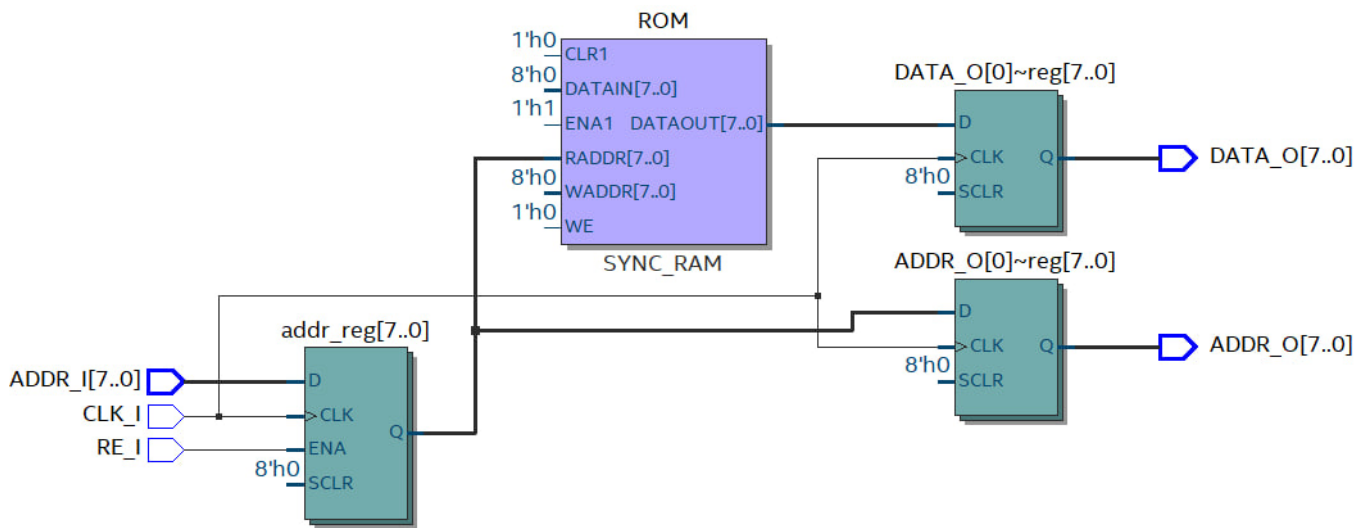 ROM
1'h0
CLR1
8'h0
DATAIN[7..0]
1'h1
ENA1 DATAOUT[7..0]
RADDR[7..0]
8'h0
WADDR[7..0]
1'h0
WE
SYNC_RAM
DATA_O[0]~reg[7..0]
D
CLK Q
8'h0
SCLR
DATA_O[7..0]
ADDR_O[0]~reg[7..0]
D
CLK Q
8'h0
SCLR
ADDR_O[7..0]
addr_reg[7..0]
ADDR_I[7..0]
D
CLK_I
CLK
Q
RE_I
ENA
8'h0
SCLR